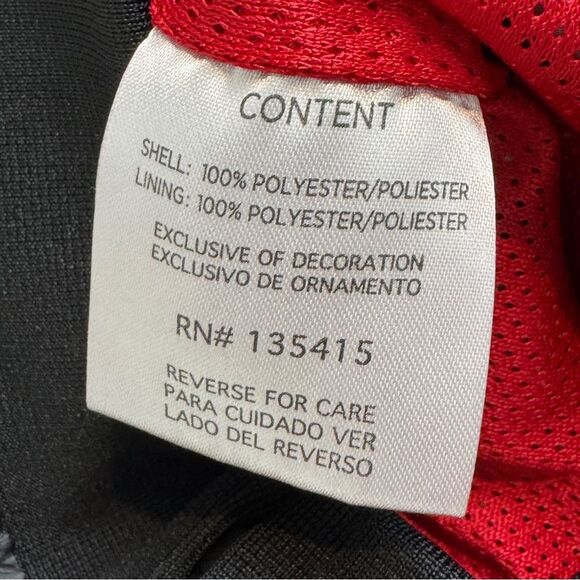 CONTENT
SHELL: 100% POLYESTER/POLIESTER
LINING: 100% POLYESTER/POLIESTER
EXCLUSIVE OF DECORATION
EXCLUSIVO DE ORNAMENTO
RN# 135415
REVERSE FOR CARE
PARA CUIDADO VER
LADO DEL REVERSO